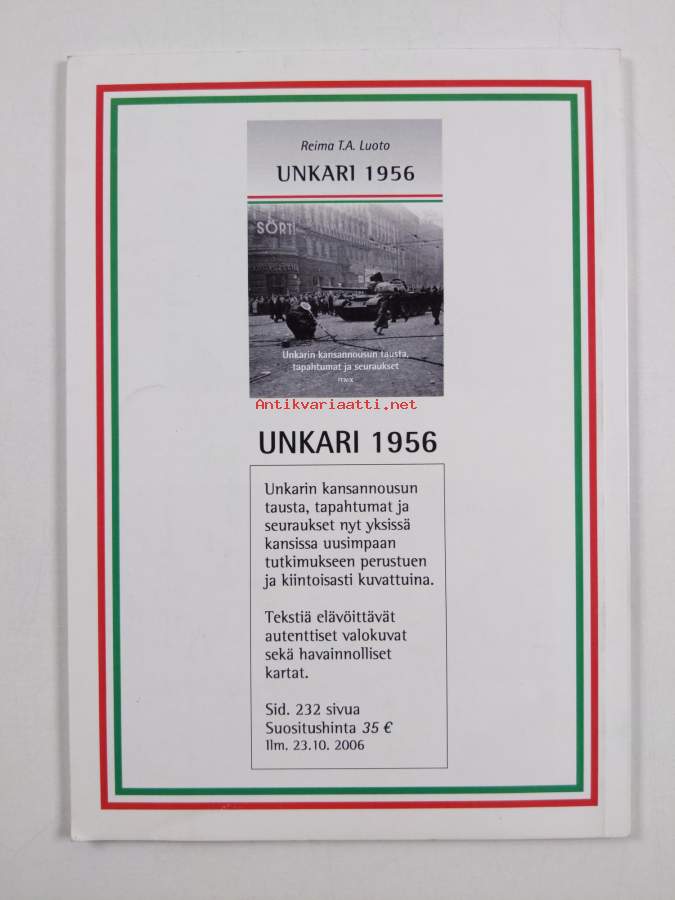 Reima T.A. Luoto
UNKARI 1956
SÖRT
Unkarin kansannousun tausta,
tapahtumat ja seuraukset
Antikvariaatti.net
UNKARI 1956
Unkarin kansannousun
tausta, tapahtumat ja
seuraukset nyt yksissä
kansissa uusimpaan
tutkimukseen perustuen
ja kiintoisasti kuvattuina.
Tekstiä elävöittävät
autenttiset valokuvat
sekä havainnolliset
kartat.
Sid. 232 sivua
Suositushinta 35 €
Ilm. 23.10. 2006